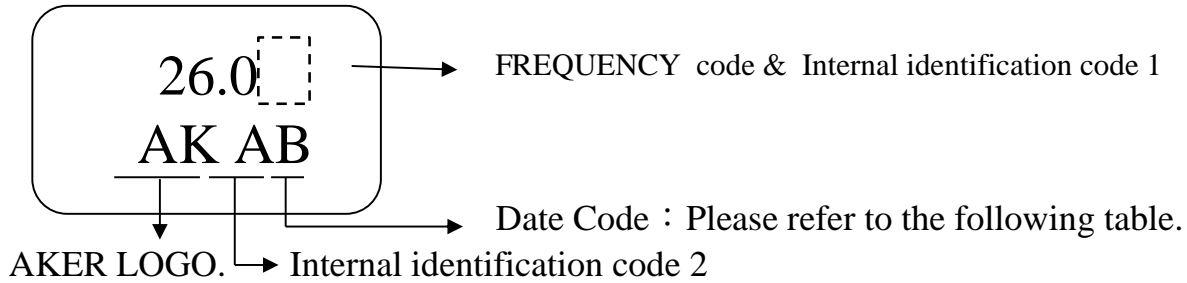 26.0
FREQUENCY code & Internal identification code 1
AK AB
Date Code：Please refer to the following table.
AKER LOGO.
Internal identification code 2